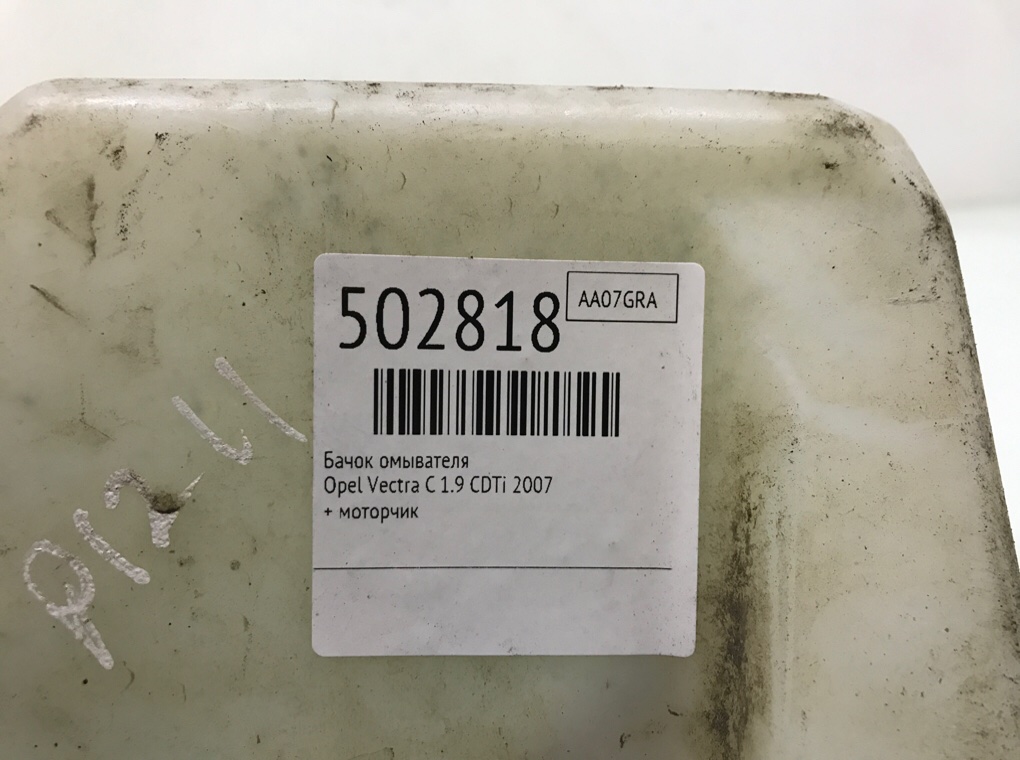 502818
AA07GRA
Бачок омывателя
Opel Vectra C 1.9 CDTi 2007
+ моторчик